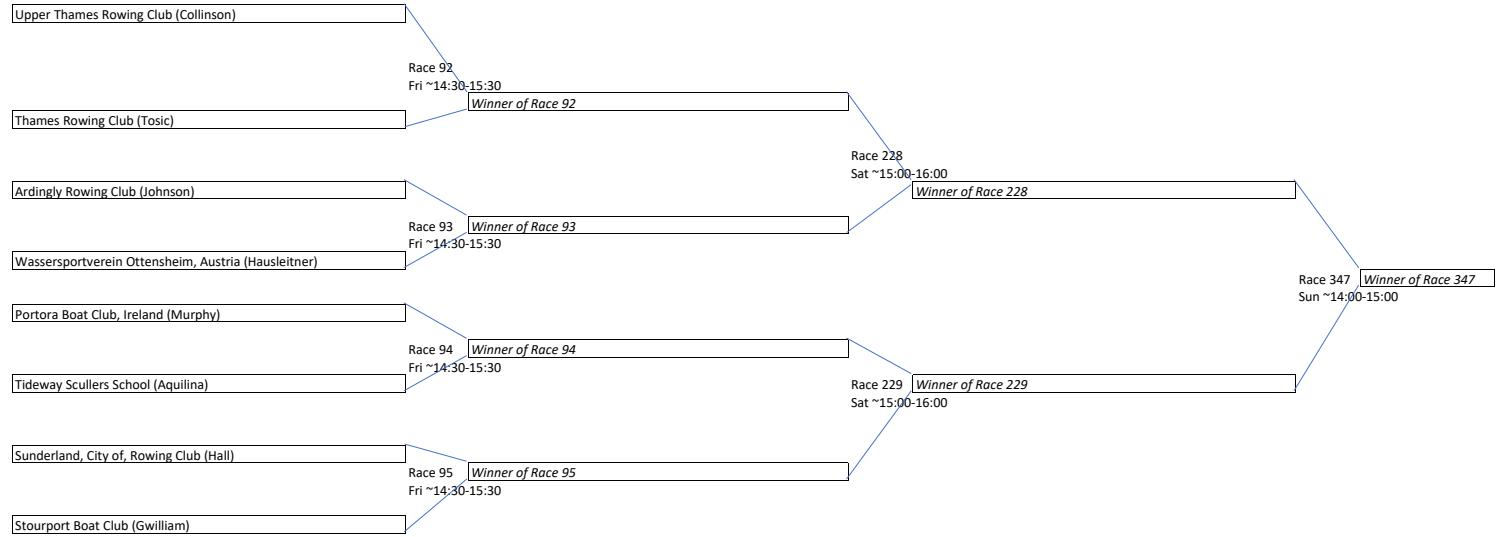 Upper Thames Rowing Club (Collinson)
Race 92
Fri ~14:30-15:30
Winner of Race 92
Thames Rowing Club (Tosic)
Race 228
Sat ~15:00-16:00
Ardingly Rowing Club (Johnson)
Winner of Race 228
Race 93
Winner of Race 93
Fri ~14:30-15:30
Wassersportverein Ottensheim, Austria (Hausleitner)
Race 347
Winner of Race 347
Sun ~14:00-15:00
Portora Boat Club, Ireland (Murphy)
Race 94
Winner of Race 94
Fri ~14:30-15:30
Tideway Scullers School (Aquilina)
Race 229
Winner of Race 229
Sat ~15:00-16:00
Sunderland, City of, Rowing Club (Hall)
Race 95
Winner of Race 95
Fri ~14:30-15:30
Stourport Boat Club (Gwilliam)